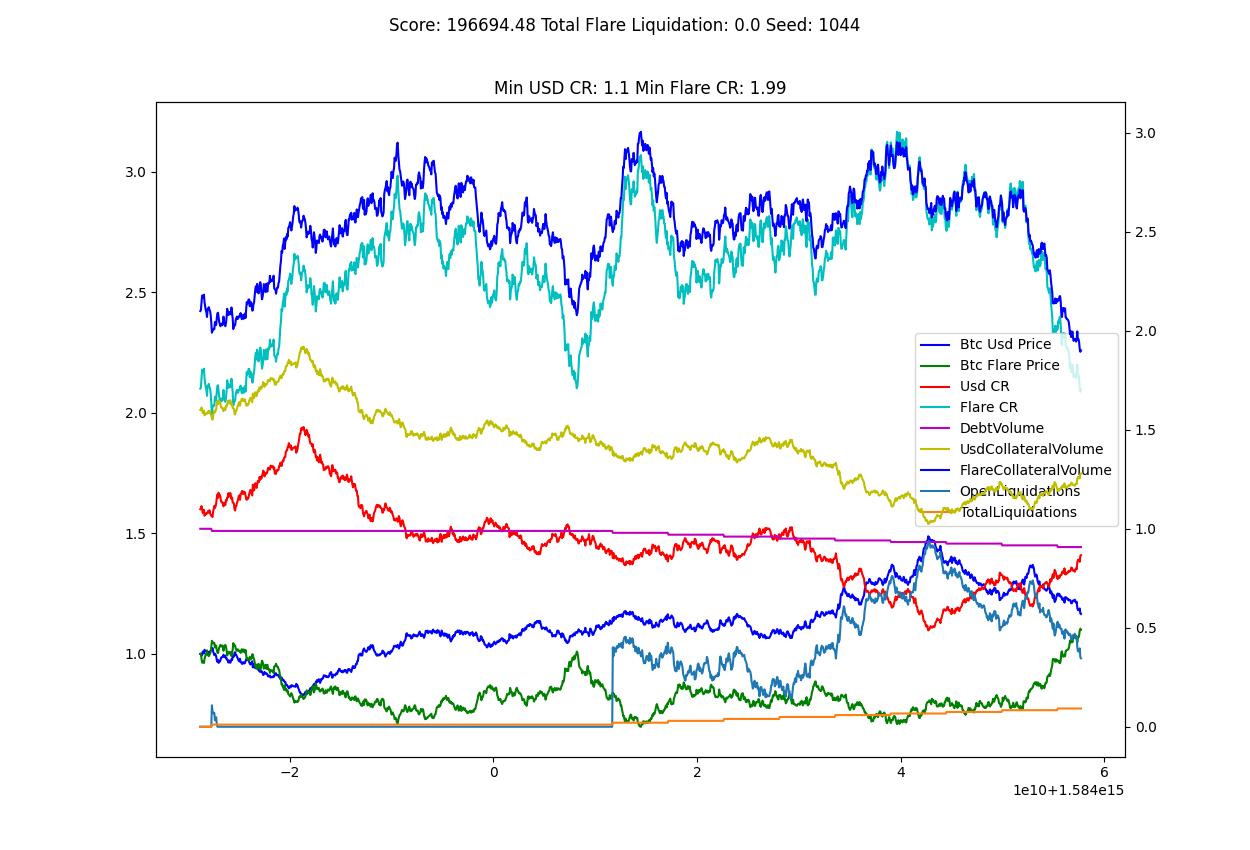 Score: 196694.48 Total Flare Liquidation: 0.0 Seed: 1044
Min USD CR: 1.1 Min Flare CR: 1.99
3.0
2.5
2.0
1.5
1.0
3.0
2.5
2.0
1.5
1.0
0.5
0.0
Btc Usd Price
Btc Flare Price
Usd CR
Flare CR
DebtVolume
UsdCollateralVolume
FlareCollateralVolume
OpenLiquidations
TotalLiquidations
−2 0 2 4 6
1e10+1.584e15